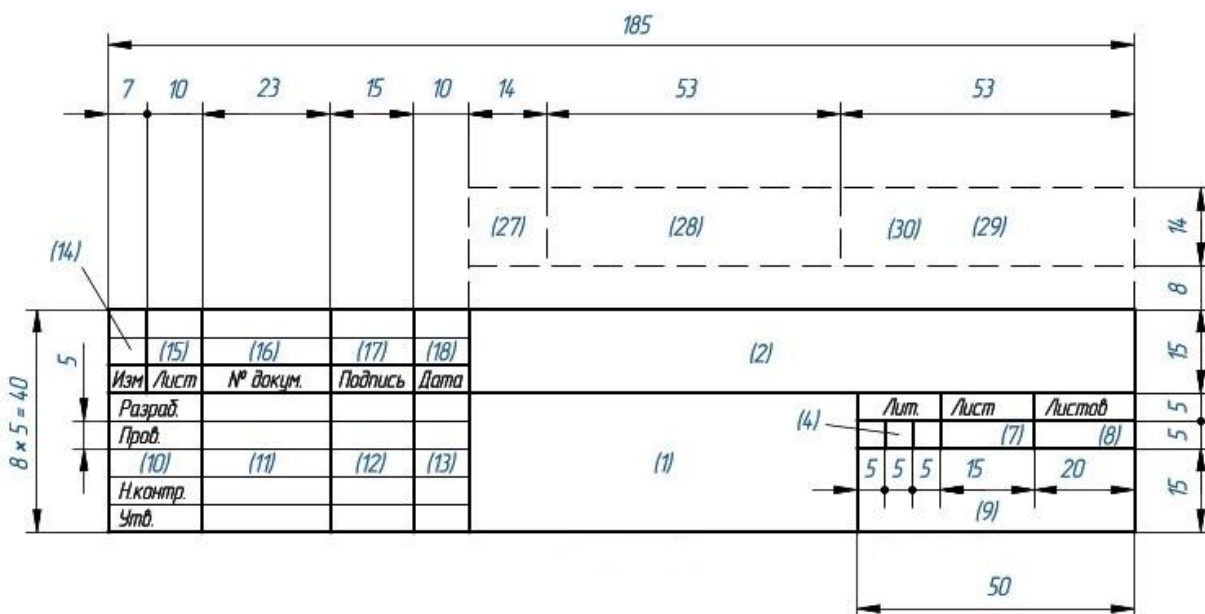 185
7 10 23 15 10 14 53 53
(27) (28) (30) (29) 14
(14)
8
(15) (16) (17) (18) (2) 15
5
Изм Лист № докум. Подпись Дата
Разраб. Лит. Лист Листов 5
Пров. (4) (7) (8) 5
8 × 5 = 40
(10) (11) (12) (13) (1) 5 5 5 15 20 15
Н.контр. (9)
Утв.
50